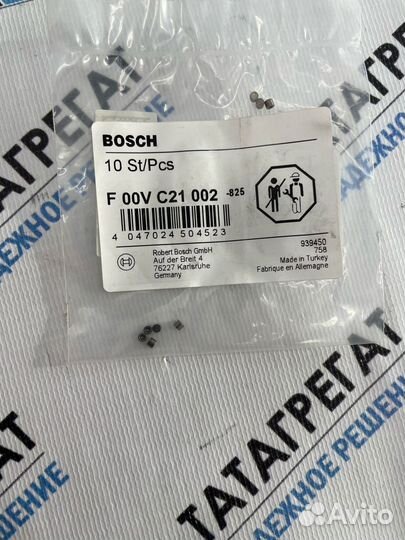 BOSCH
10 St/Pcs
F 00V C21 002 -825
4 047024 504523
Robert Bosch GmbH
Auf der Breit 4
76227 Karlsruhe
Germany
939450
758
Made in Turkey
Fabriqué en Allemagne
ТАТАГРЕГАТ
НАДЕЖНОЕ РЕШЕНИЕ
ТАТАГРЕГАТ
НАДЕЖНОЕ РЕШЕНИЕ
Avito